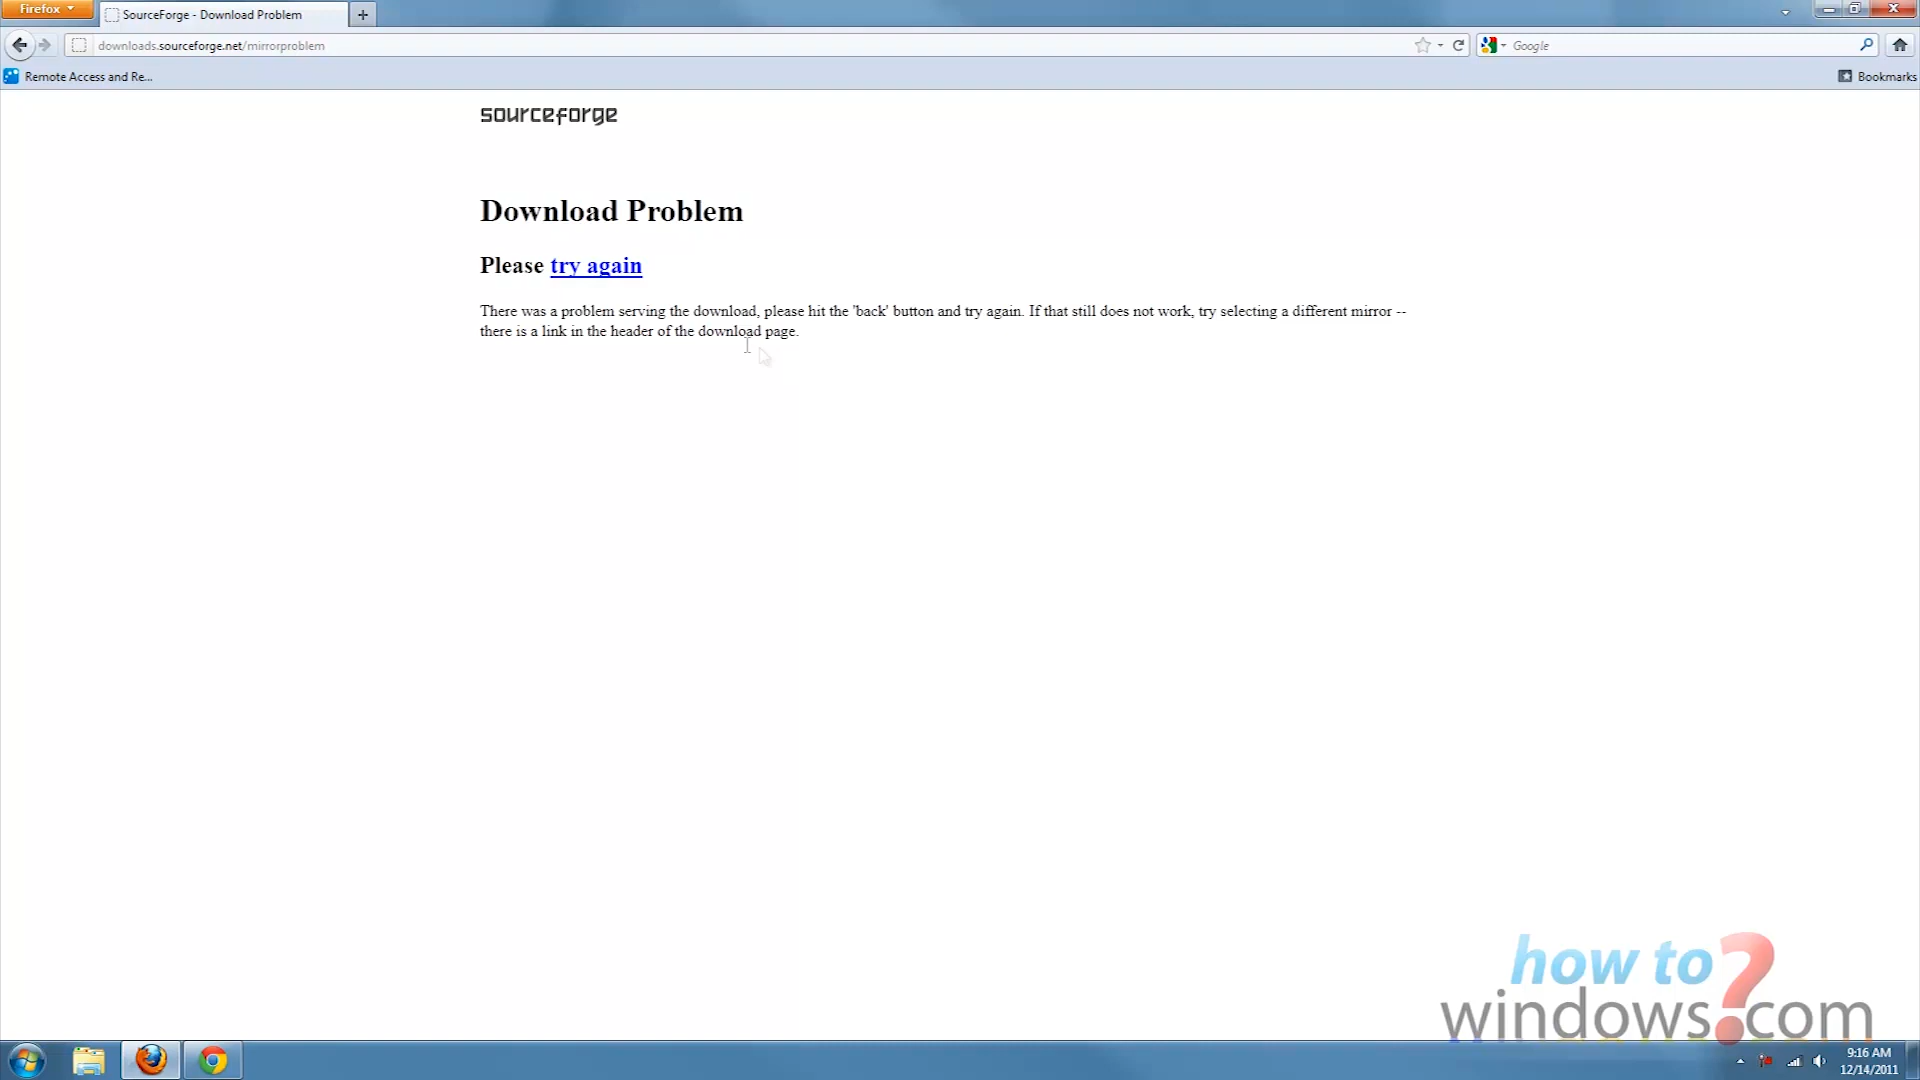 Firefox
SourceForge - Download Problem
downloads.sourceforge.net/mirrorproblem
Google
Remote Access and Re...
Bookmarks
sourceforge
Download Problem
Please try again
There was a problem serving the download, please hit the 'back' button and try again. If that still does not work, try selecting a different mirror --
there is a link in the header of the download page.
how to?
windows.com
9:16 AM
12/14/2011